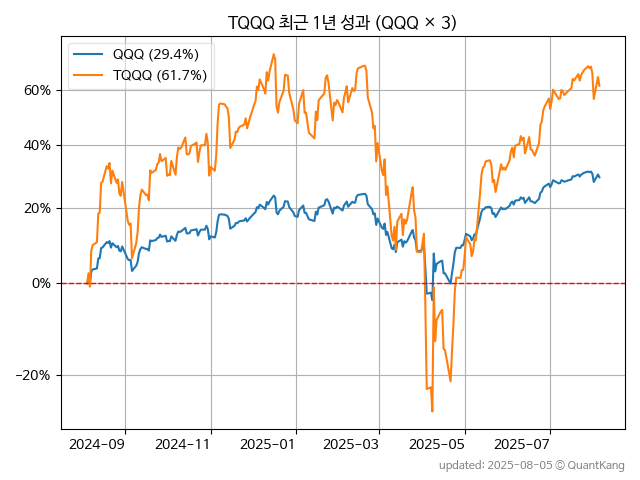 TQQQ 최근 1년 성과 (QQQ × 3)
QQQ (29.4%)
TQQQ (61.7%)
60%
40%
20%
0%
−20%
2024-09 2024-11 2025-01 2025-03 2025-05 2025-07
updated: 2025-08-05 © QuantKang